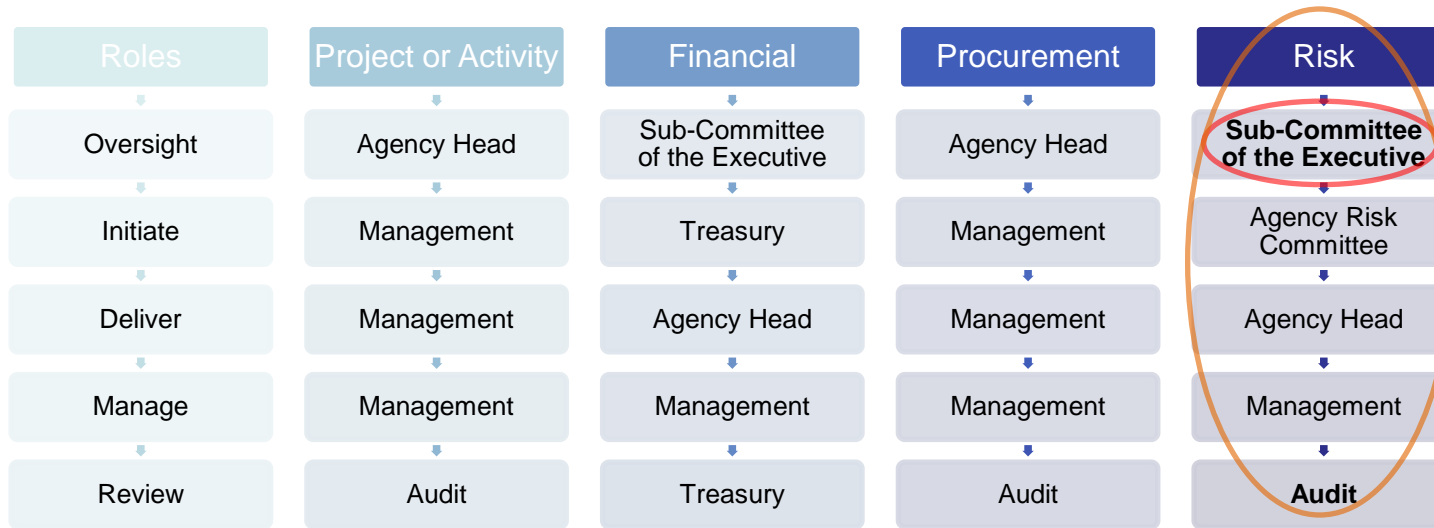 Roles
Project or Activity
Financial
Procurement
Risk
Oversight
Agency Head
Sub-Committee
of the Executive
Agency Head
Sub-Committee
of the Executive
Initiate
Management
Treasury
Management
Agency Risk
Committee
Deliver
Management
Agency Head
Management
Agency Head
Manage
Management
Management
Management
Management
Review
Audit
Treasury
Audit
Audit